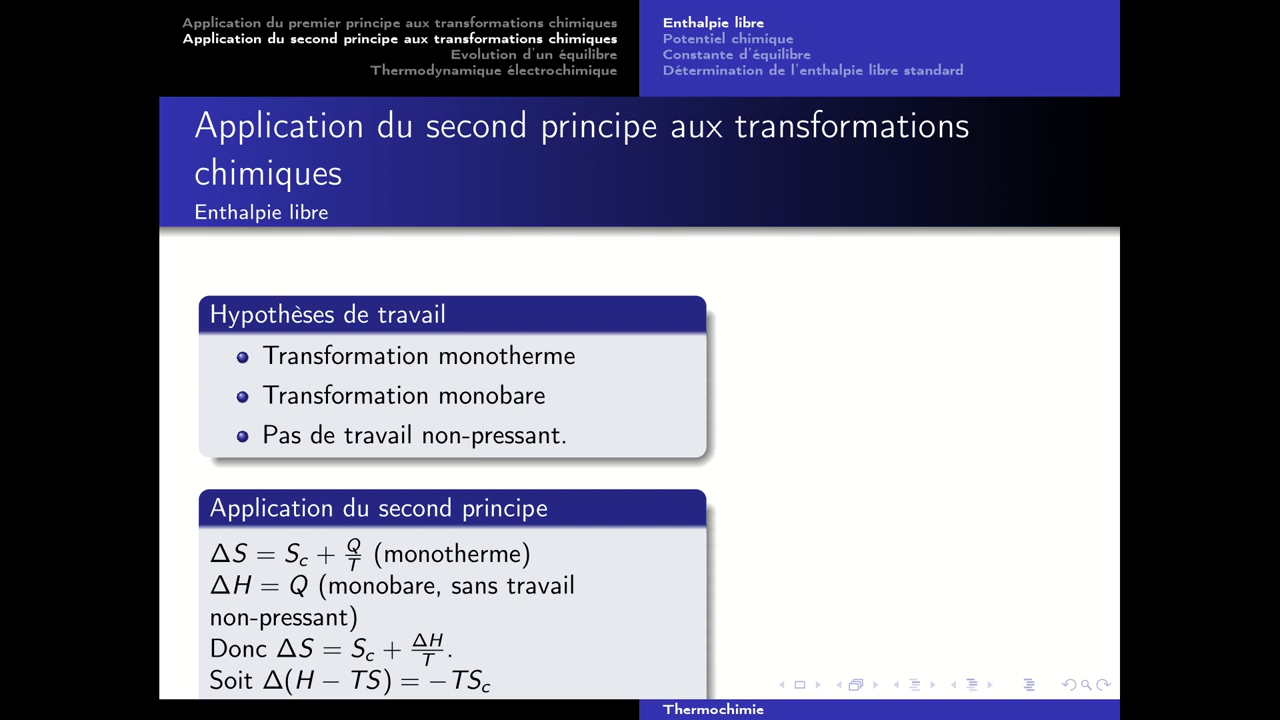 Application du premier principe aux transformations chimiques
Application du second principe aux transformations chimiques
Evolution d'un équilibre
Thermodynamique électrochimique
Enthalpie libre
Potentiel chimique
Constante d'équilibre
Détermination de l'enthalpie libre standard
Application du second principe aux transformations
chimiques
Enthalpie libre
Hypothèses de travail
Transformation monotherme
Transformation monobare
Pas de travail non-pressant.
Application du second principe
ΔS = S_c + Q/T (monotherme)
ΔH = Q (monobare, sans travail
non-pressant)
Donc ΔS = S_c + ΔH/T.
Soit Δ(H − TS) = −TS_c
Thermochimie